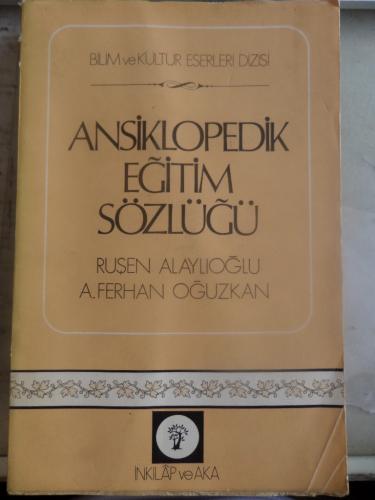 BİLİM ve KÜLTÜR ESERLERİ DİZİSİ
ANSİKLOPEDİK
EĞİTİM
SÖZLÜĞÜ
RUŞEN ALAYLIOĞLU
A. FERHAN OĞUZKAN
İNKILÂP ve AKA